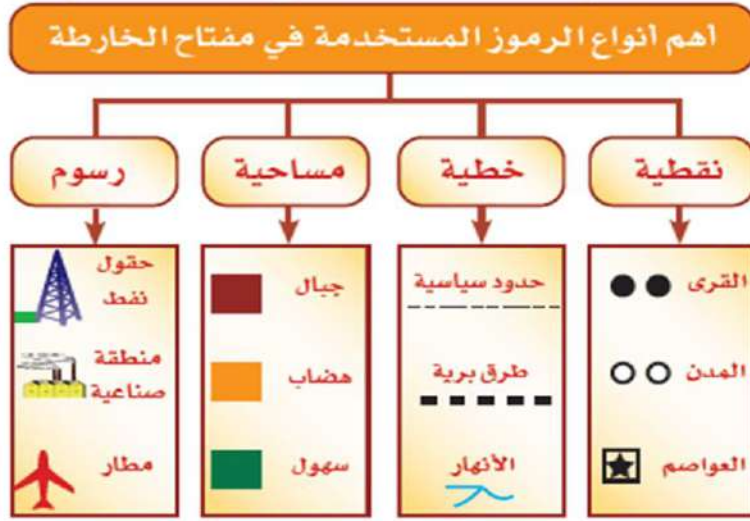 أهم أنواع الرموز المستخدمة في مفتاح الخارطة
نقطية
القرى
المدن
العواصم
خطية
حدود سياسية
طرق برية
الأنهار
مساحية
جبال
هضاب
سهول
رسوم
حقول
نفط
منطقة
صناعية
مطار